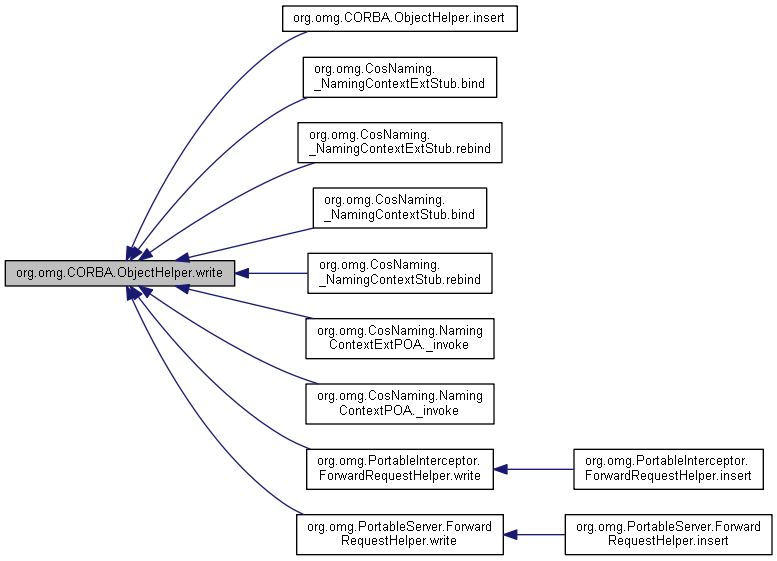 org.omg.CORBA.ObjectHelper.insert
org.omg.CosNaming.
_NamingContextExtStub.bind
org.omg.CosNaming.
_NamingContextExtStub.rebind
org.omg.CosNaming.
_NamingContextStub.bind
org.omg.CORBA.ObjectHelper.write
org.omg.CosNaming.
_NamingContextStub.rebind
org.omg.CosNaming.Naming
ContextExtPOA._invoke
org.omg.CosNaming.Naming
ContextPOA._invoke
org.omg.PortableInterceptor.
ForwardRequestHelper.write
org.omg.PortableInterceptor.
ForwardRequestHelper.insert
org.omg.PortableServer.Forward
RequestHelper.write
org.omg.PortableServer.Forward
RequestHelper.insert